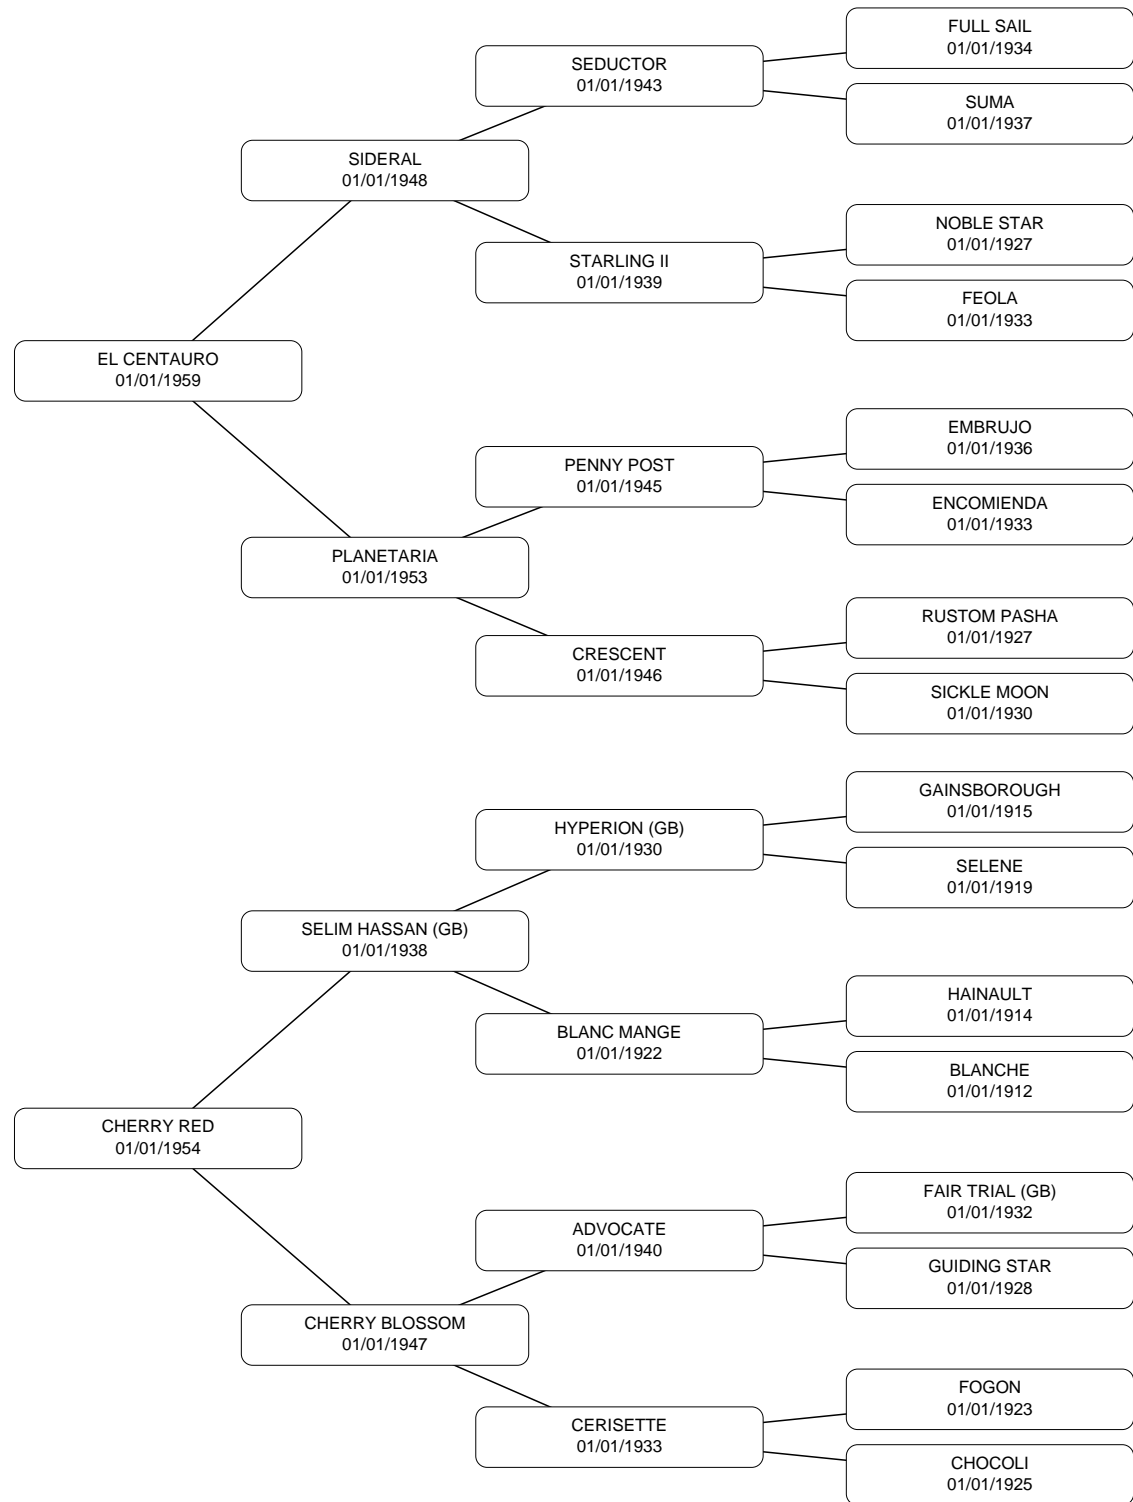 FULL SAIL
01/01/1934
SEDUCTOR
01/01/1943
SUMA
01/01/1937
SIDERAL
01/01/1948
NOBLE STAR
01/01/1927
STARLING II
01/01/1939
FEOLA
01/01/1933
EL CENTAURO
01/01/1959
EMBRUJO
01/01/1936
PENNY POST
01/01/1945
ENCOMIENDA
01/01/1933
PLANETARIA
01/01/1953
RUSTOM PASHA
01/01/1927
CRESCENT
01/01/1946
SICKLE MOON
01/01/1930
GAINSBOROUGH
01/01/1915
HYPERION (GB)
01/01/1930
SELENE
01/01/1919
SELIM HASSAN (GB)
01/01/1938
HAINAULT
01/01/1914
BLANC MANGE
01/01/1922
BLANCHE
01/01/1912
CHERRY RED
01/01/1954
FAIR TRIAL (GB)
01/01/1932
ADVOCATE
01/01/1940
GUIDING STAR
01/01/1928
CHERRY BLOSSOM
01/01/1947
FOGON
01/01/1923
CERISETTE
01/01/1933
CHOCOLI
01/01/1925